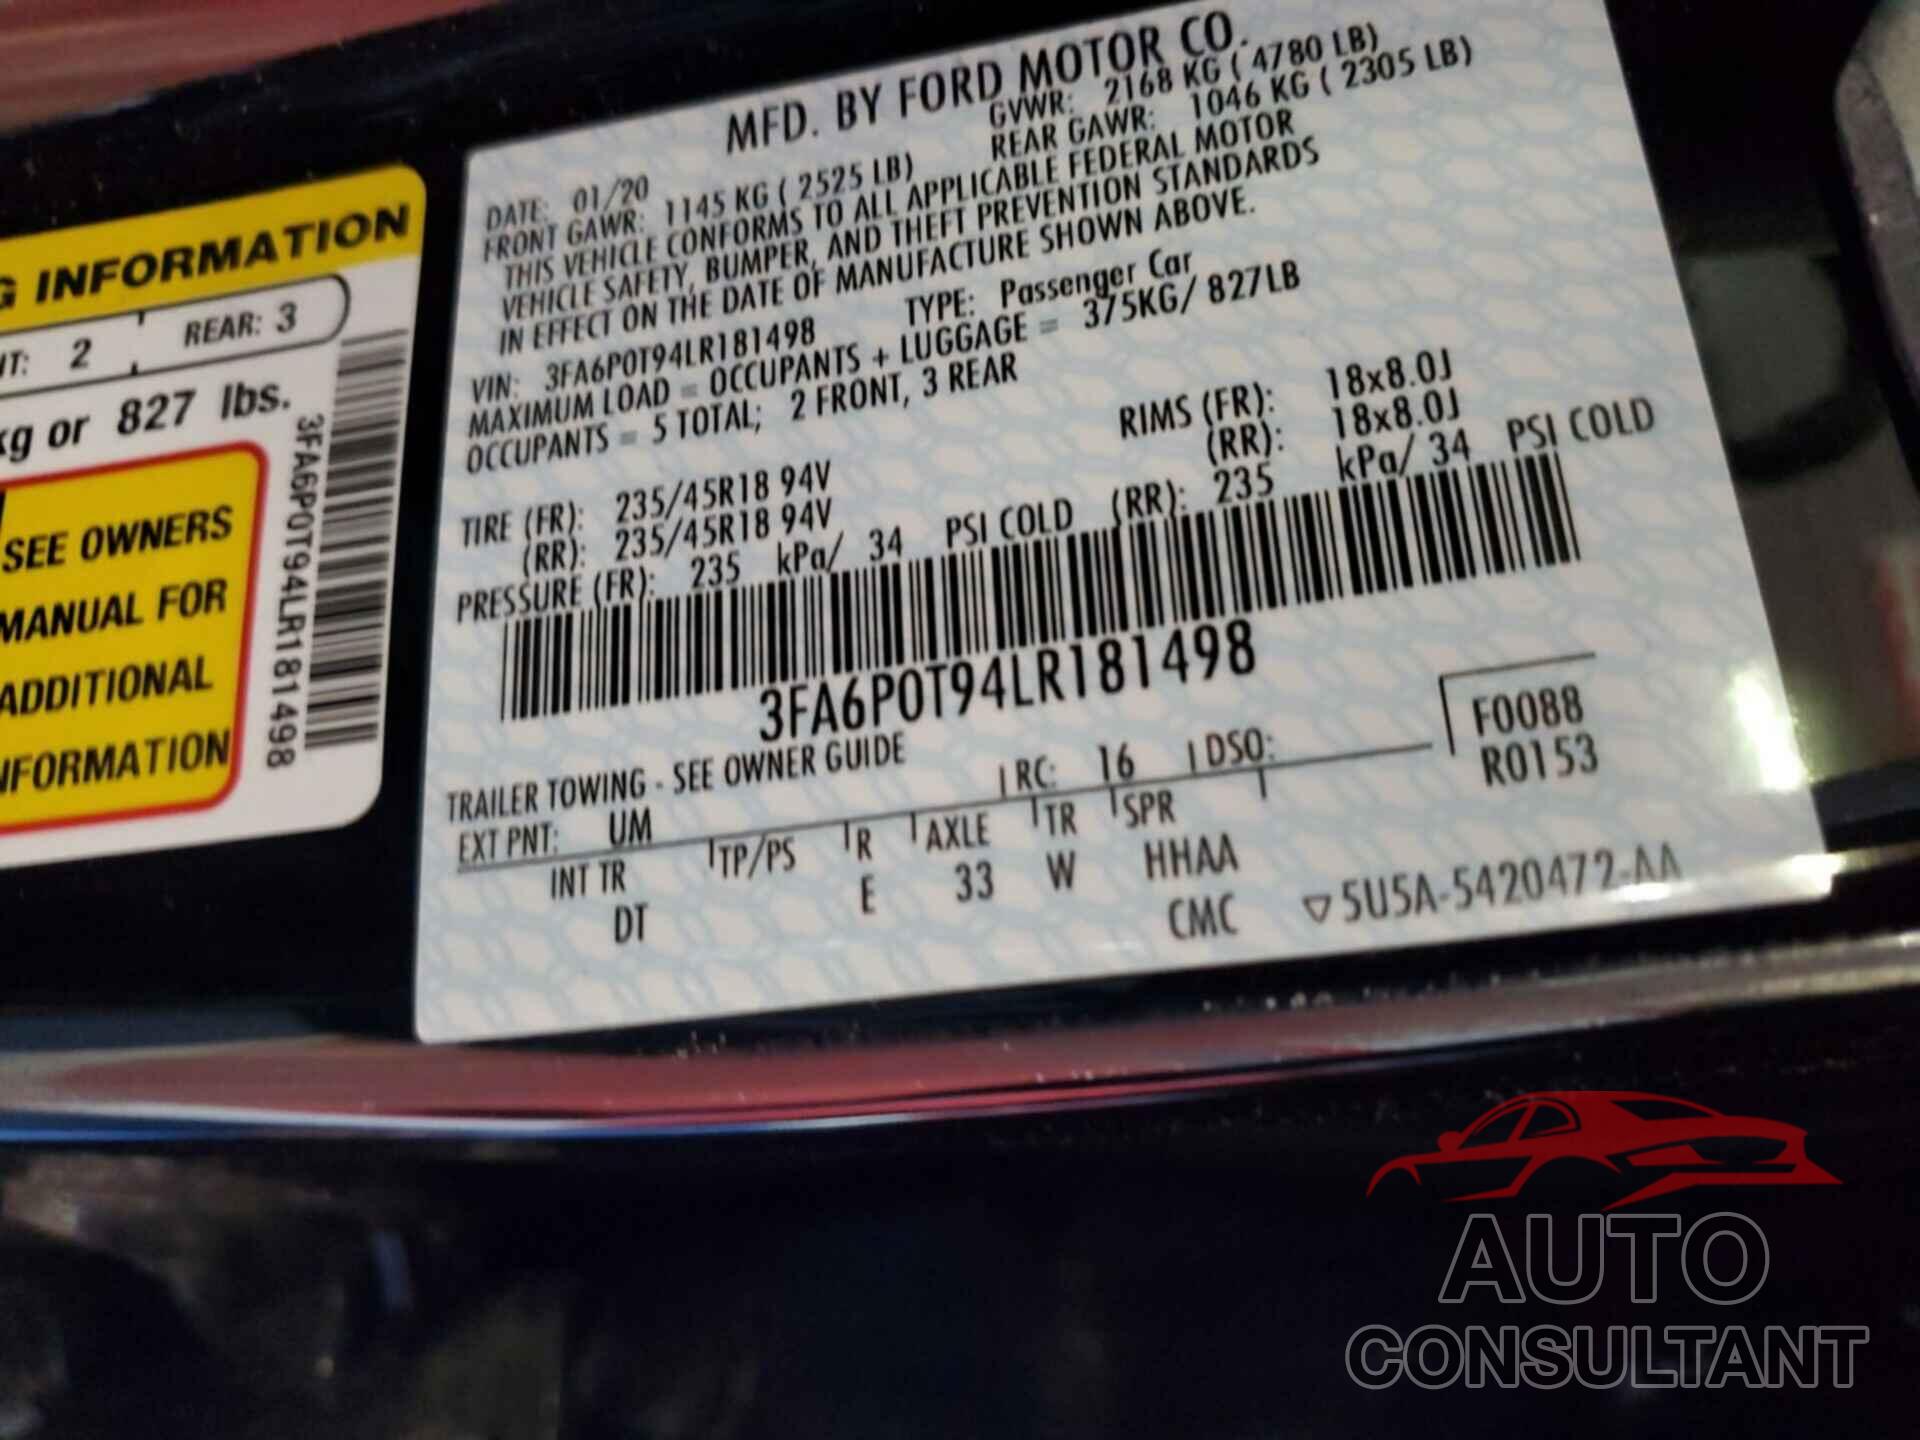 MFD. BY FORD MOTOR CO.
DATE: 01/20 GVWR: 2168 KG ( 4780 LB)
FRONT GAWR: 1145 KG ( 2525 LB) REAR GAWR: 1046 KG ( 2305 LB)
THIS VEHICLE CONFORMS TO ALL APPLICABLE FEDERAL MOTOR
VEHICLE SAFETY, BUMPER, AND THEFT PREVENTION STANDARDS
IN EFFECT ON THE DATE OF MANUFACTURE SHOWN ABOVE.
VIN: 3FA6P0T94LR181498 TYPE: Passenger Car
MAXIMUM LOAD = OCCUPANTS + LUGGAGE = 375KG/ 827LB
OCCUPANTS = 5 TOTAL; 2 FRONT, 3 REAR
TIRE (FR): 235/45R18 94V RIMS (FR): 18x8.0J
(RR): 235/45R18 94V (RR): 18x8.0J
PRESSURE (FR): 235 kPa/ 34 PSI COLD (RR): 235 kPa/ 34 PSI COLD
3FA6P0T94LR181498
TRAILER TOWING - SEE OWNER GUIDE
EXT PNT: UM RC: 16 DSO: F0088
R0153
INT TR TP/PS R AXLE TR SPR
DT E 33 W HHAA
CMC ▽5U5A-5420472-AA
G INFORMATION
NT: 2 REAR: 3
kg or 827 lbs.
SEE OWNERS
MANUAL FOR
ADDITIONAL
INFORMATION
3FA6P0T94LR181498
AUTO
CONSULTANT